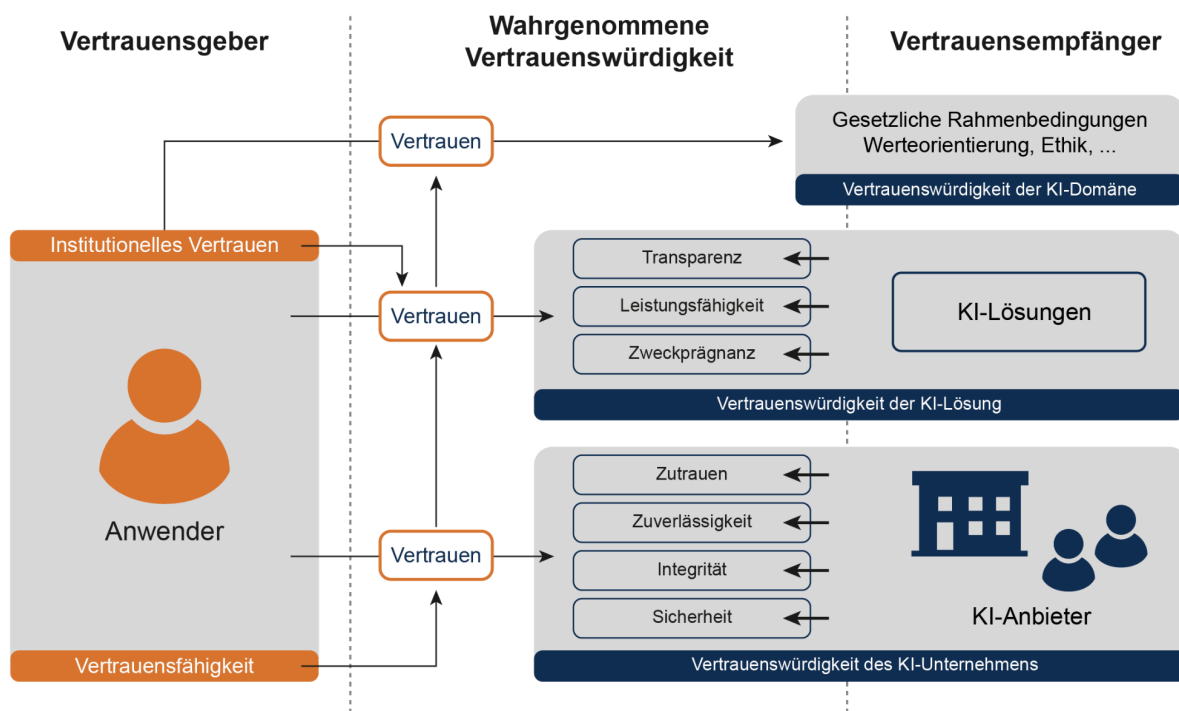 Vertrauensgeber
Wahrgenommene
Vertrauenswürdigkeit
Vertrauensempfänger
Vertrauen
Gesetzliche Rahmenbedingungen
Werteorientierung, Ethik, ...
Vertrauenswürdigkeit der KI-Domäne
Institutionelles Vertrauen
Vertrauen
Transparenz
Leistungsfähigkeit
Zweckprägnanz
KI-Lösungen
Vertrauenswürdigkeit der KI-Lösung
Anwender
Vertrauen
Zutrauen
Zuverlässigkeit
Integrität
Sicherheit
KI-Anbieter
Vertrauensfähigkeit
Vertrauenswürdigkeit des KI-Unternehmens